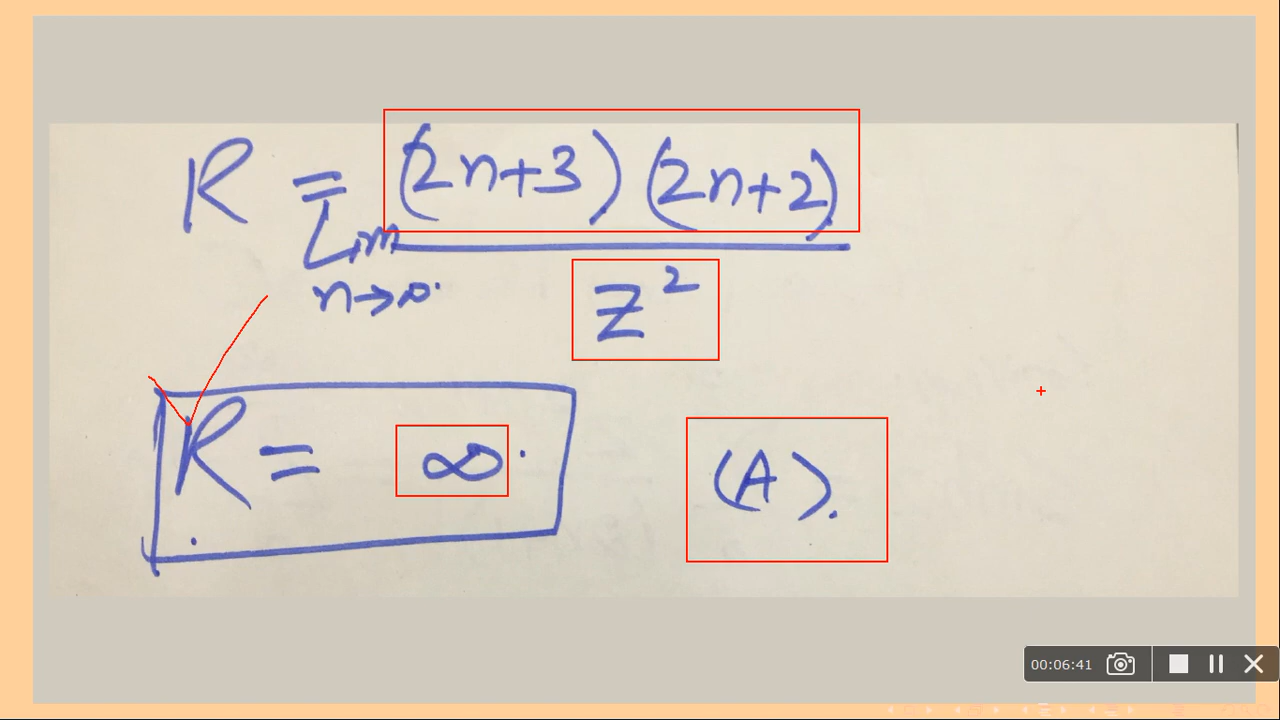 R = Lim (2n+3) (2n+2)
n→∞.
z²
R = ∞.
(A).
00:06:41